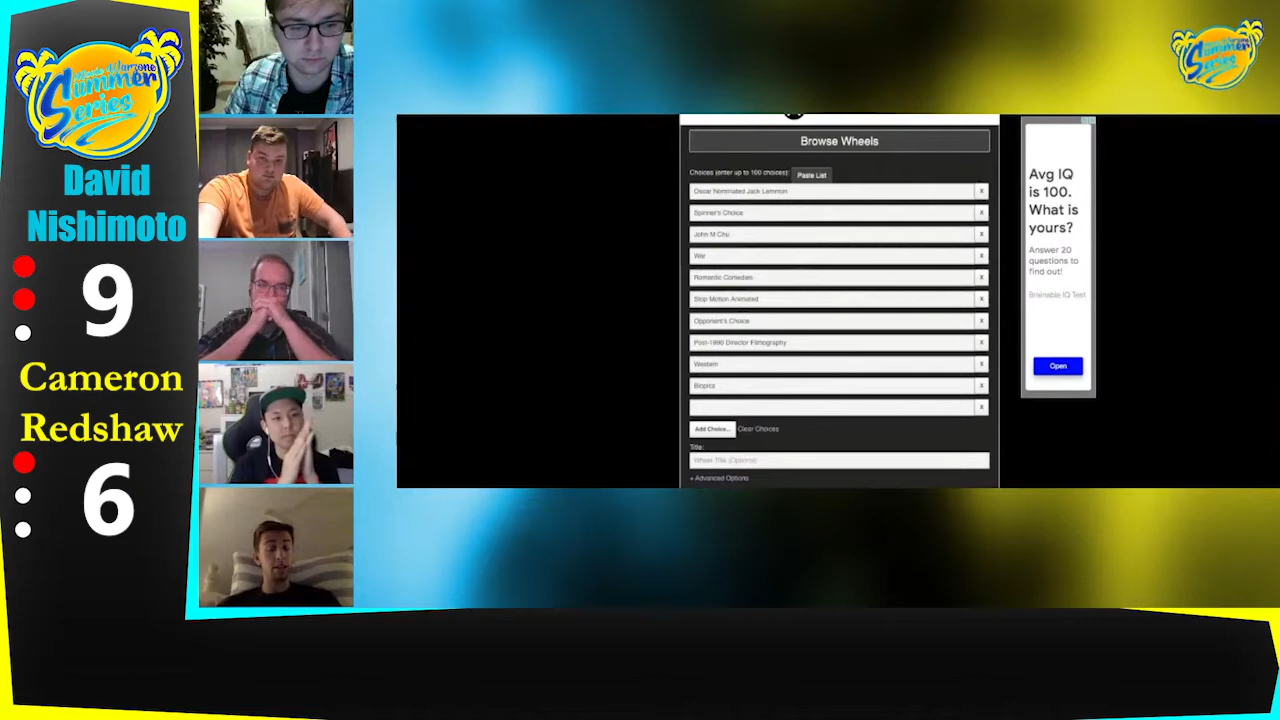 Movie Warzone
Summer
Series
David
Nishimoto
9
Cameron
Redshaw
6
Browse Wheels
Choices (enter up to 100 choices):
Paste List
Oscar Nominated Jack Lemmon x
Spinner's Choice x
John M Chu x
War x
Romantic Comedies x
Stop Motion Animated x
Opponent's Choice x
Post-1990 Director Filmography x
Western x
Biopics x
x
Add Choice... Clear Choices
Title:
Wheel Title (Optional)
+ Advanced Options
Avg IQ
is 100.
What is
yours?
Answer 20
questions to
find out!
Brainable IQ Test
Open
Summer
Series